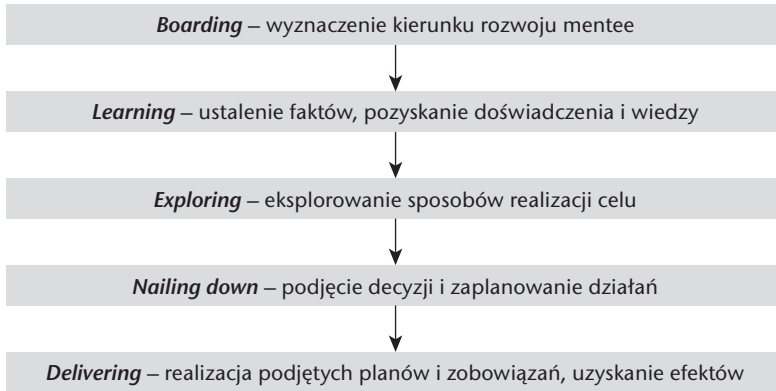 Boarding – wyznaczenie kierunku rozwoju mentee
Learning – ustalenie faktów, pozyskanie doświadczenia i wiedzy
Exploring – eksplorowanie sposobów realizacji celu
Nailing down – podjęcie decyzji i zaplanowanie działań
Delivering – realizacja podjętych planów i zobowiązań, uzyskanie efektów